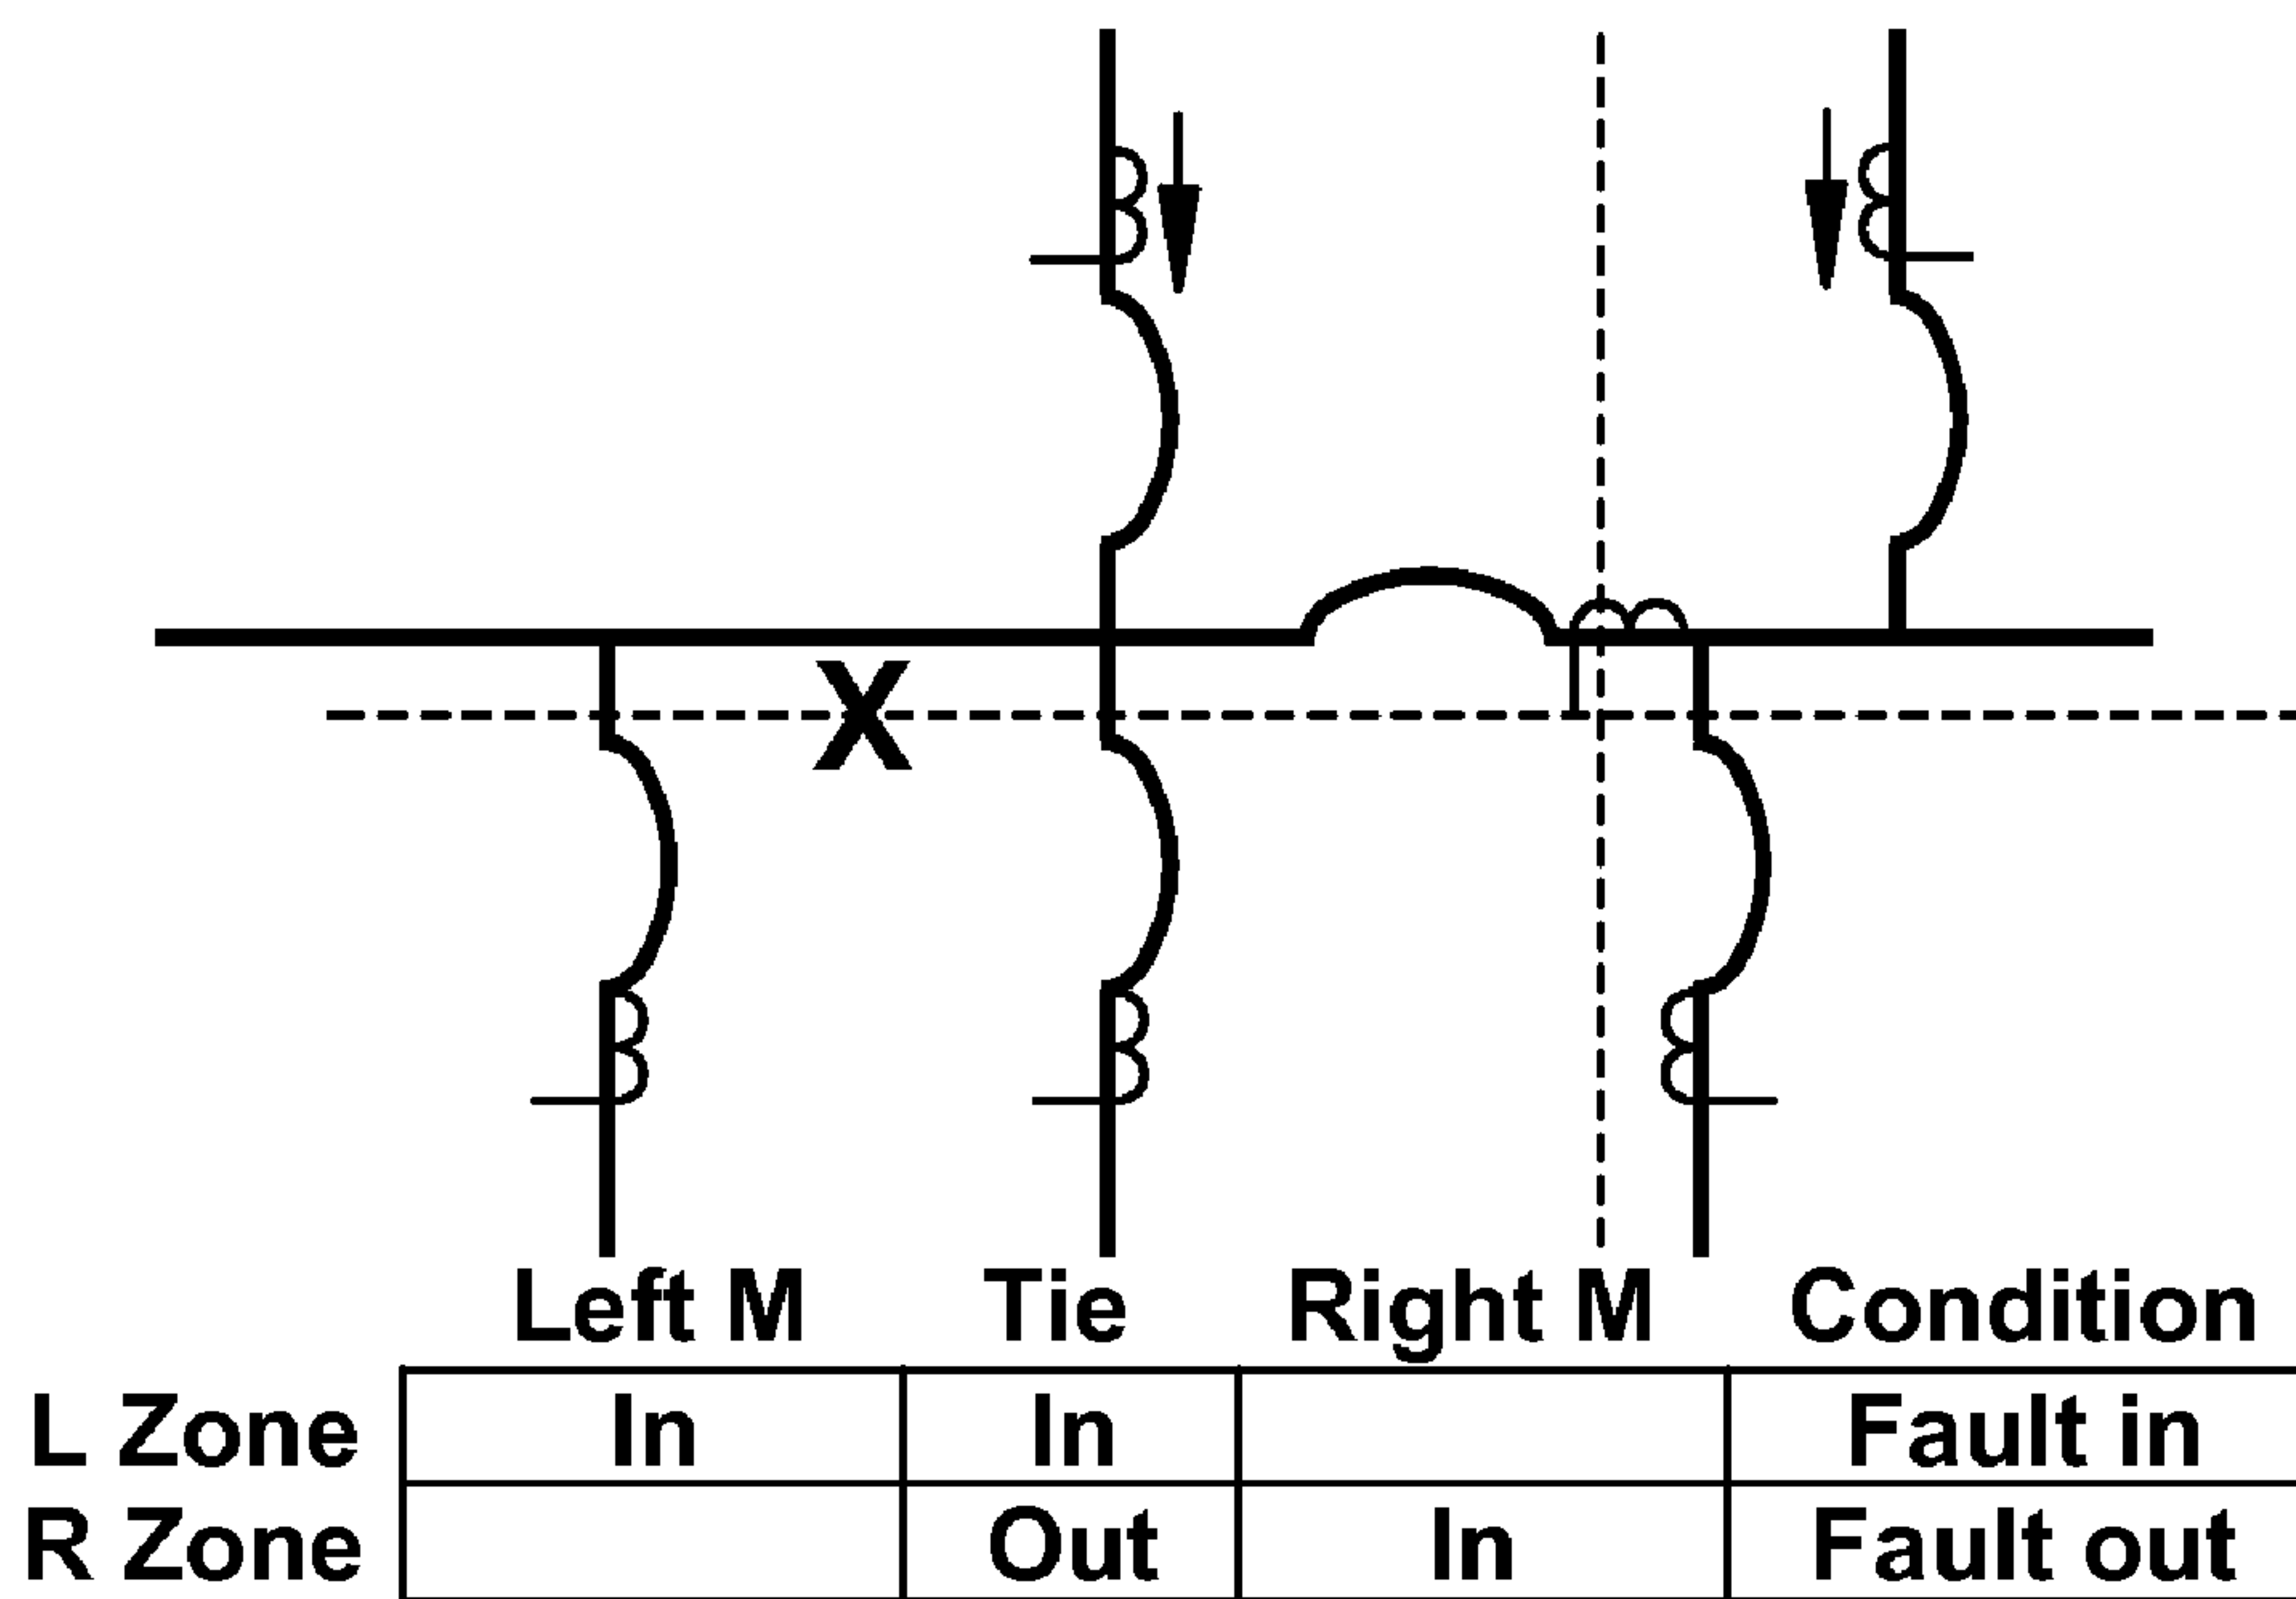 X
Left M Tie Right M Condition
L Zone In In Fault in
R Zone Out In Fault out